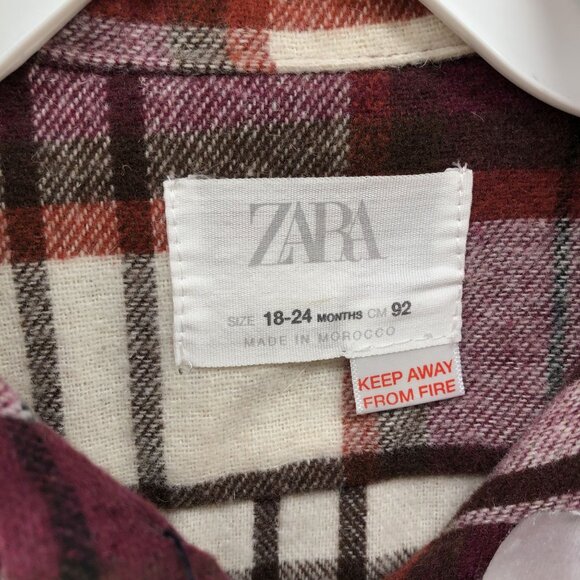 ZARA
SIZE 18-24 MONTHS CM 92
MADE IN MOROCCO
KEEP AWAY
FROM FIRE